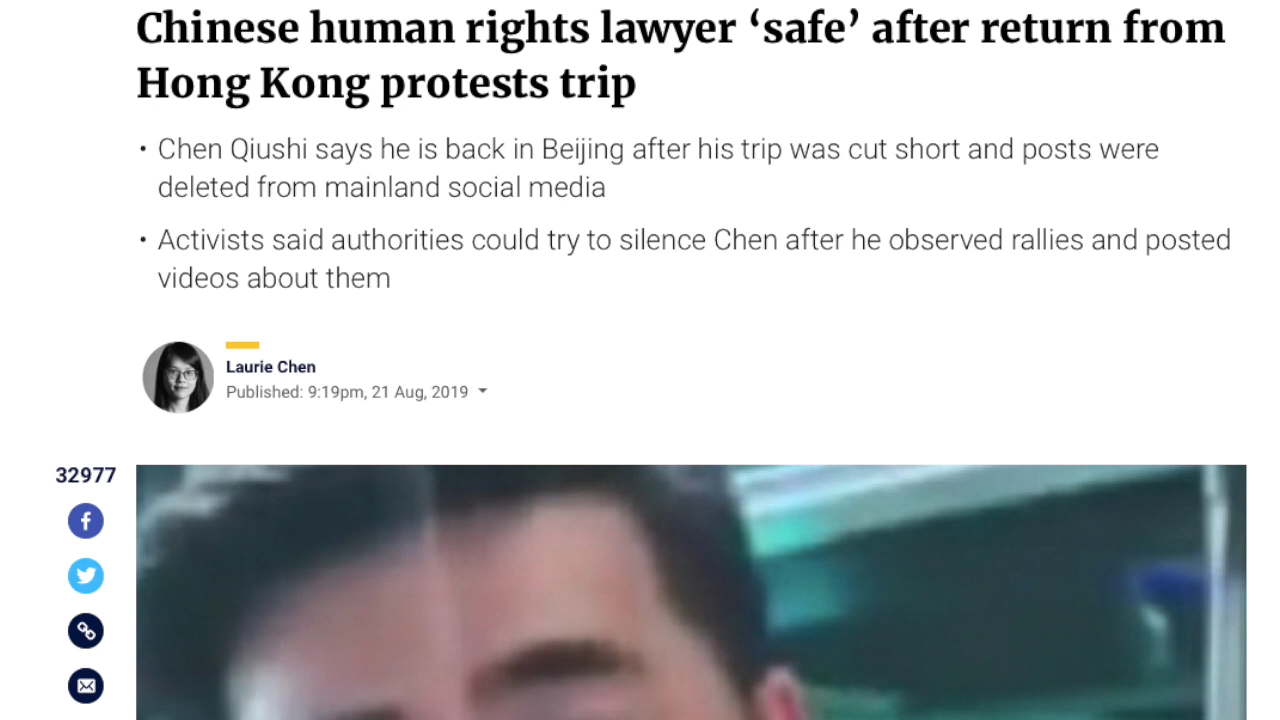 Chinese human rights lawyer ‘safe’ after return from
Hong Kong protests trip
• Chen Qiushi says he is back in Beijing after his trip was cut short and posts were
deleted from mainland social media
• Activists said authorities could try to silence Chen after he observed rallies and posted
videos about them
Laurie Chen
Published: 9:19pm, 21 Aug, 2019
32977